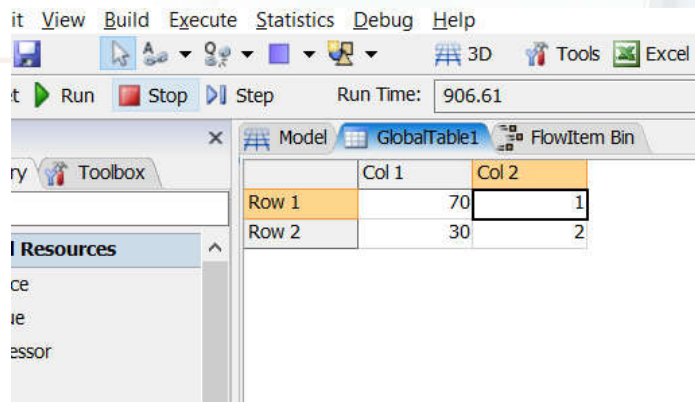 it View Build Execute Statistics Debug Help
3D Tools Excel
et Run Stop Step Run Time: 906.61
Model GlobalTable1 FlowItem Bin
ry Toolbox
Col 1 Col 2
Row 1 70 1
Row 2 30 2
Resources
ce
ue
essor